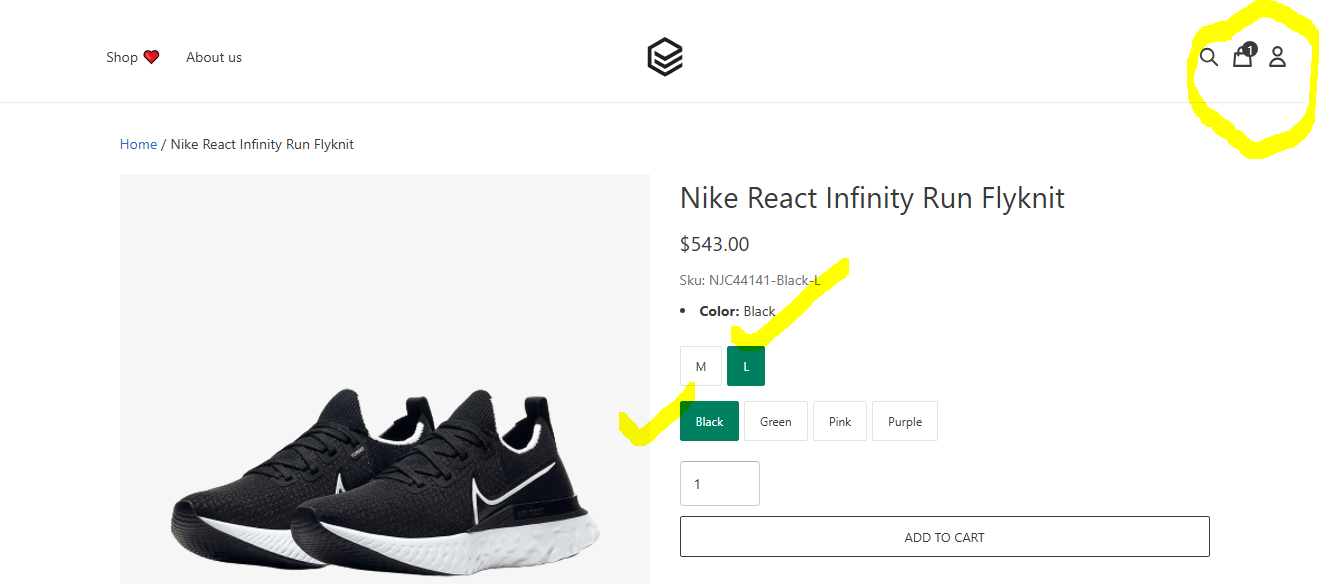 Shop ❤ About us
1
Home / Nike React Infinity Run Flyknit
Nike React Infinity Run Flyknit
$543.00
Sku: NJC44141-Black-L
Color: Black
M L
Black Green Pink Purple
1
ADD TO CART